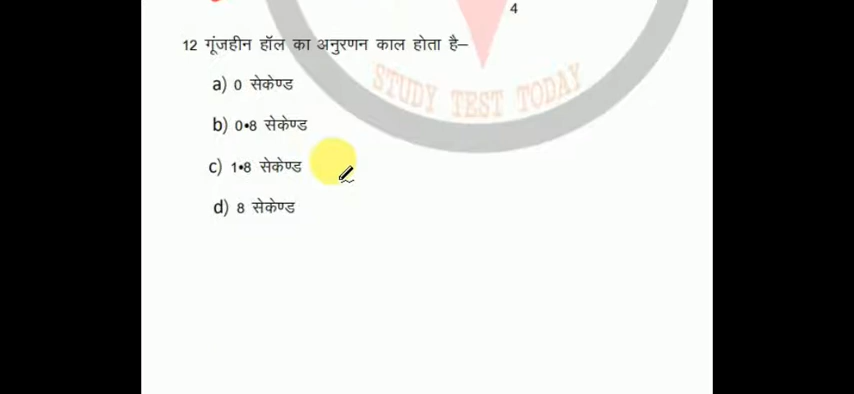 4
12 गूंजहीन हॉल का अनुरणन काल होता है–
a) 0 सेकेण्ड
b) 0•8 सेकेण्ड
c) 1•8 सेकेण्ड
d) 8 सेकेण्ड
STUDY TEST TODAY